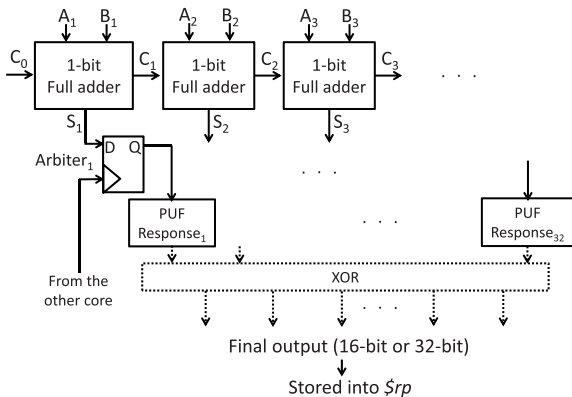 A1 B1 A2 B2 A3 B3
C0 1-bit Full adder C1 1-bit Full adder C2 1-bit Full adder C3 . . .
S1 S2 S3
D Q
Arbiter1
. . .
PUF Response1 . . . PUF Response32
From the other core
XOR
. . .
Final output (16-bit or 32-bit)
Stored into $rp